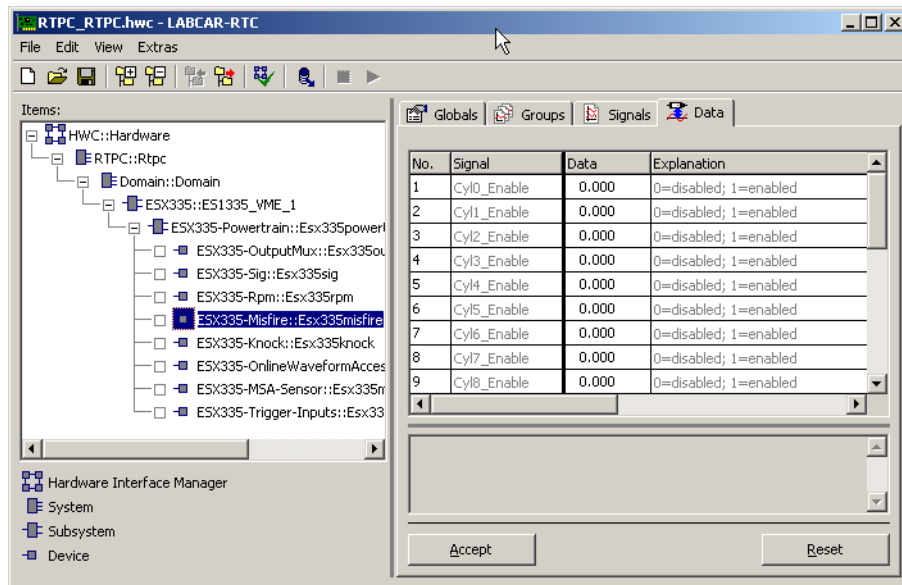 RTPC_RTPC.hwc - LABCAR-RTC
File Edit View Extras
Items:
HWC::Hardware
RTPC::Rtpc
Domain::Domain
ESX335::ES1335_VME_1
ESX335-Powertrain::Esx335powert
ESX335-OutputMux::Esx335ou
ESX335-Sig::Esx335sig
ESX335-Rpm::Esx335rpm
ESX335-Misfire::Esx335misfire
ESX335-Knock::Esx335knock
ESX335-OnlineWaveformAcces
ESX335-MSA-Sensor::Esx335m
ESX335-Trigger-Inputs::Esx33
Hardware Interface Manager
System
Subsystem
Device
Globals Groups Signals Data
No. Signal Data Explanation
1 Cyl0_Enable 0.000 0=disabled; 1=enabled
2 Cyl1_Enable 0.000 0=disabled; 1=enabled
3 Cyl2_Enable 0.000 0=disabled; 1=enabled
4 Cyl3_Enable 0.000 0=disabled; 1=enabled
5 Cyl4_Enable 0.000 0=disabled; 1=enabled
6 Cyl5_Enable 0.000 0=disabled; 1=enabled
7 Cyl6_Enable 0.000 0=disabled; 1=enabled
8 Cyl7_Enable 0.000 0=disabled; 1=enabled
9 Cyl8_Enable 0.000 0=disabled; 1=enabled
Accept Reset